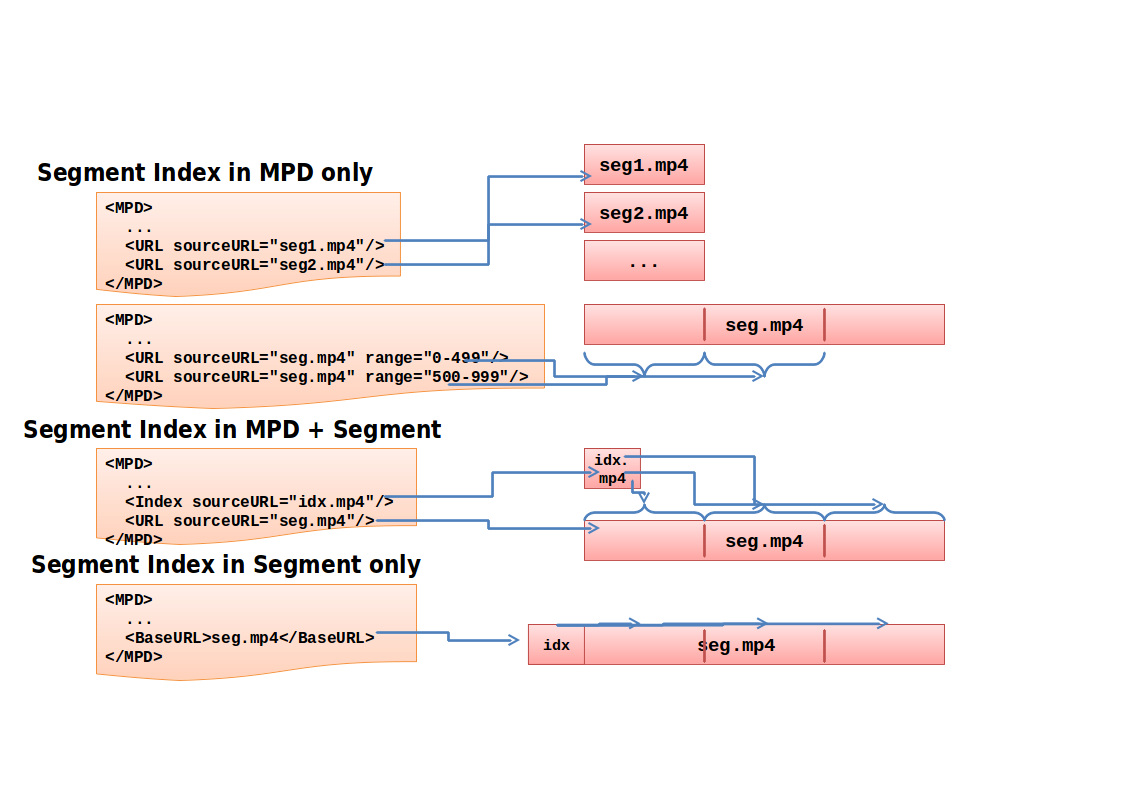 Segment Index in MPD only
<MPD>
...
<URL sourceURL="seg1.mp4"/>
<URL sourceURL="seg2.mp4"/>
</MPD>
seg1.mp4
seg2.mp4
...
<MPD>
...
<URL sourceURL="seg.mp4" range="0-499"/>
<URL sourceURL="seg.mp4" range="500-999"/>
</MPD>
seg.mp4
Segment Index in MPD + Segment
<MPD>
...
<Index sourceURL="idx.mp4"/>
<URL sourceURL="seg.mp4"/>
</MPD>
idx.
mp4
seg.mp4
Segment Index in Segment only
<MPD>
...
<BaseURL>seg.mp4</BaseURL>
</MPD>
idx
seg.mp4